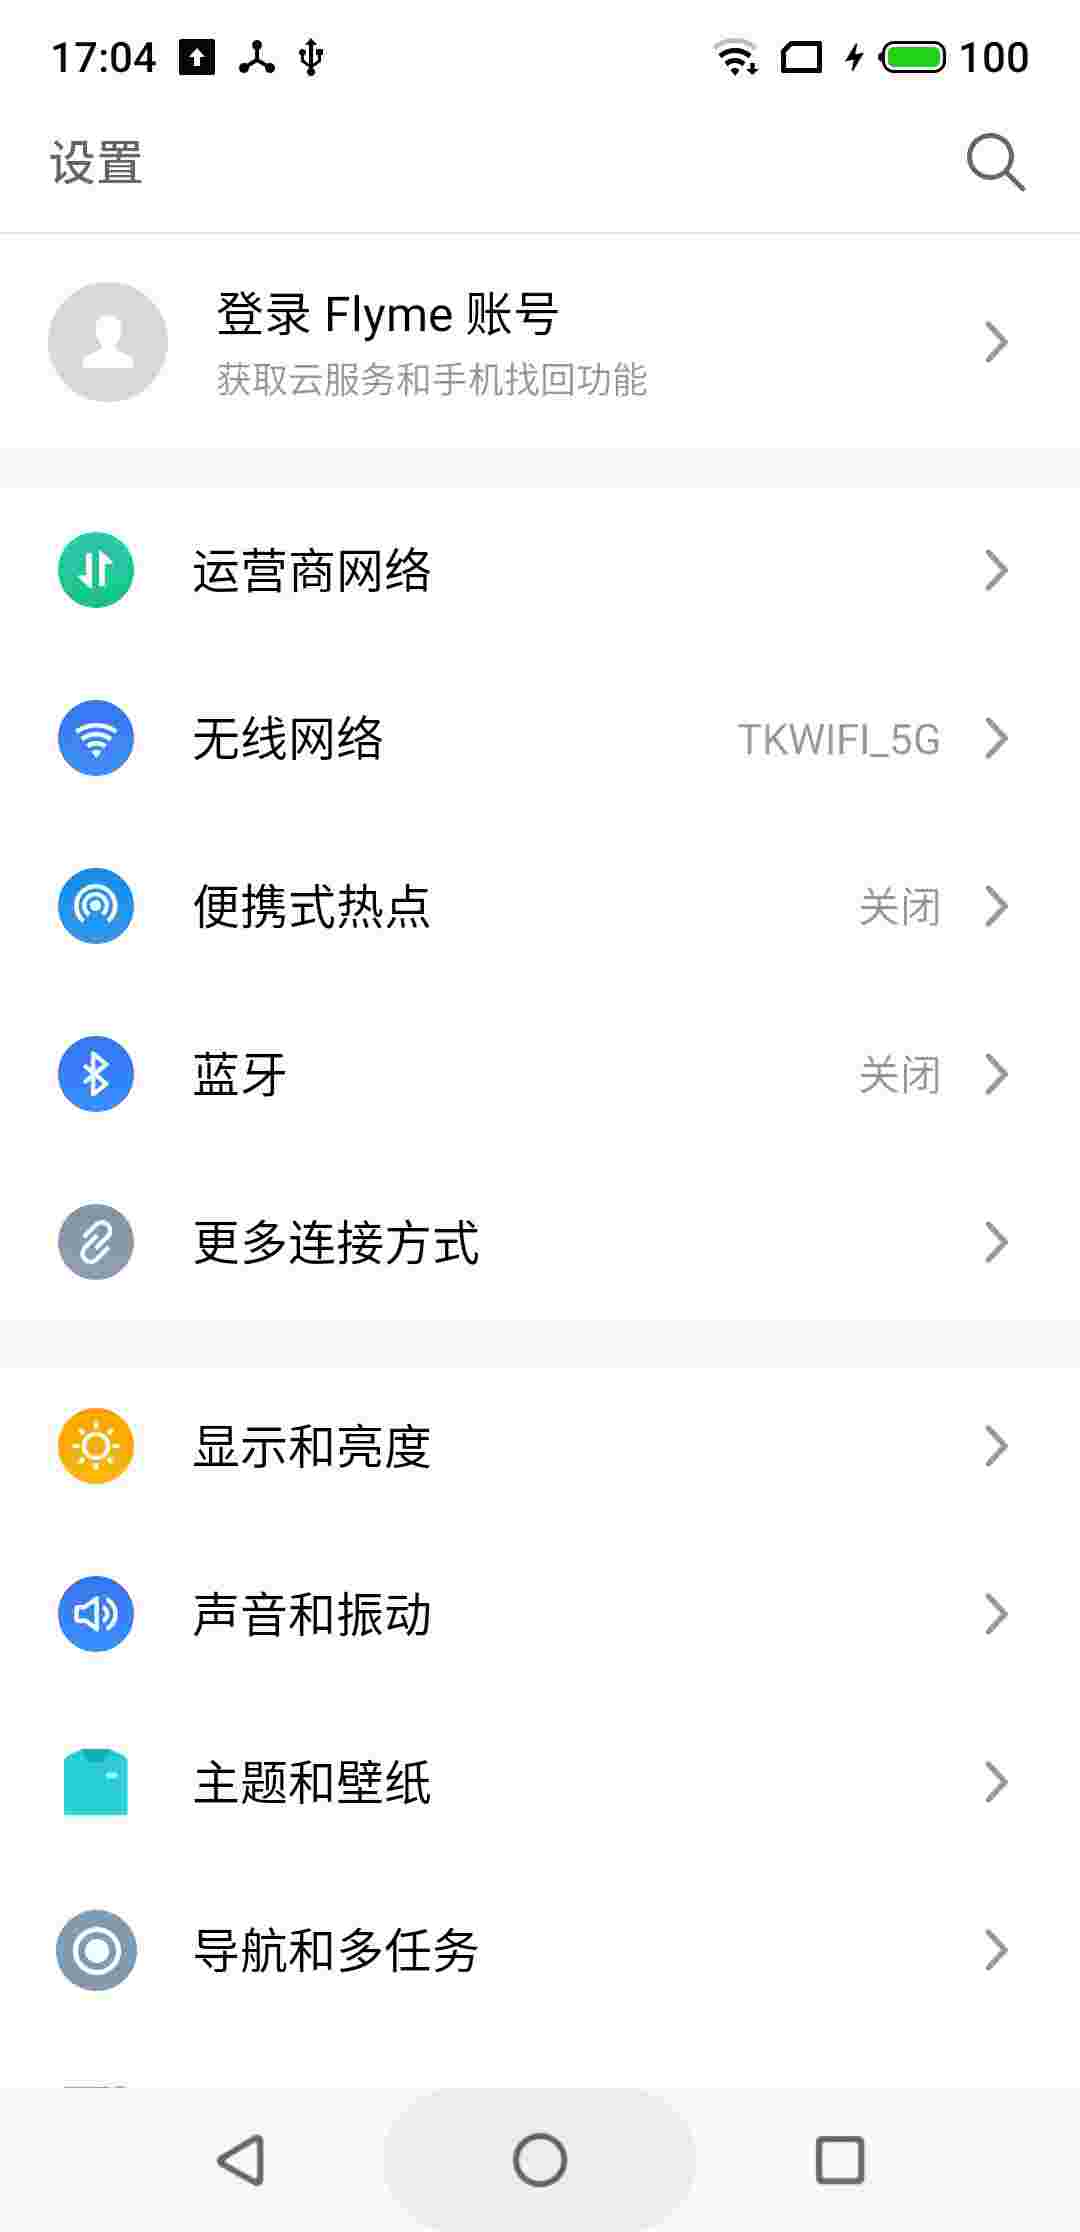 17:04 100
设置
登录 Flyme 账号
获取云服务和手机找回功能
运营商网络
无线网络 TKWIFI_5G
便携式热点 关闭
蓝牙 关闭
更多连接方式
显示和亮度
声音和振动
主题和壁纸
导航和多任务